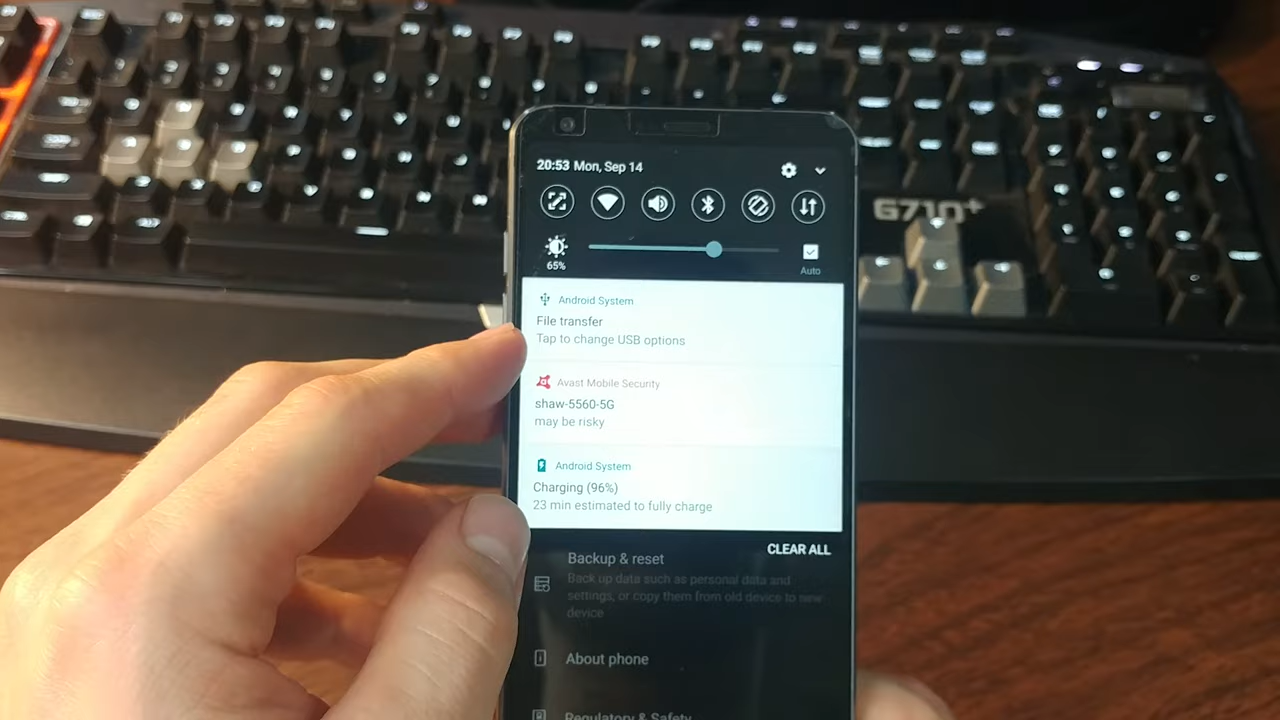 20:53 Mon, Sep 14
65%
Auto
Android System
File transfer
Tap to change USB options
Avast Mobile Security
shaw-5560-5G
may be risky
Android System
Charging (96%)
23 min estimated to fully charge
CLEAR ALL
Backup & reset
Back up data such as personal data and
settings, or copy them from old device to new
device
About phone
Regulatory & Safety
G710+